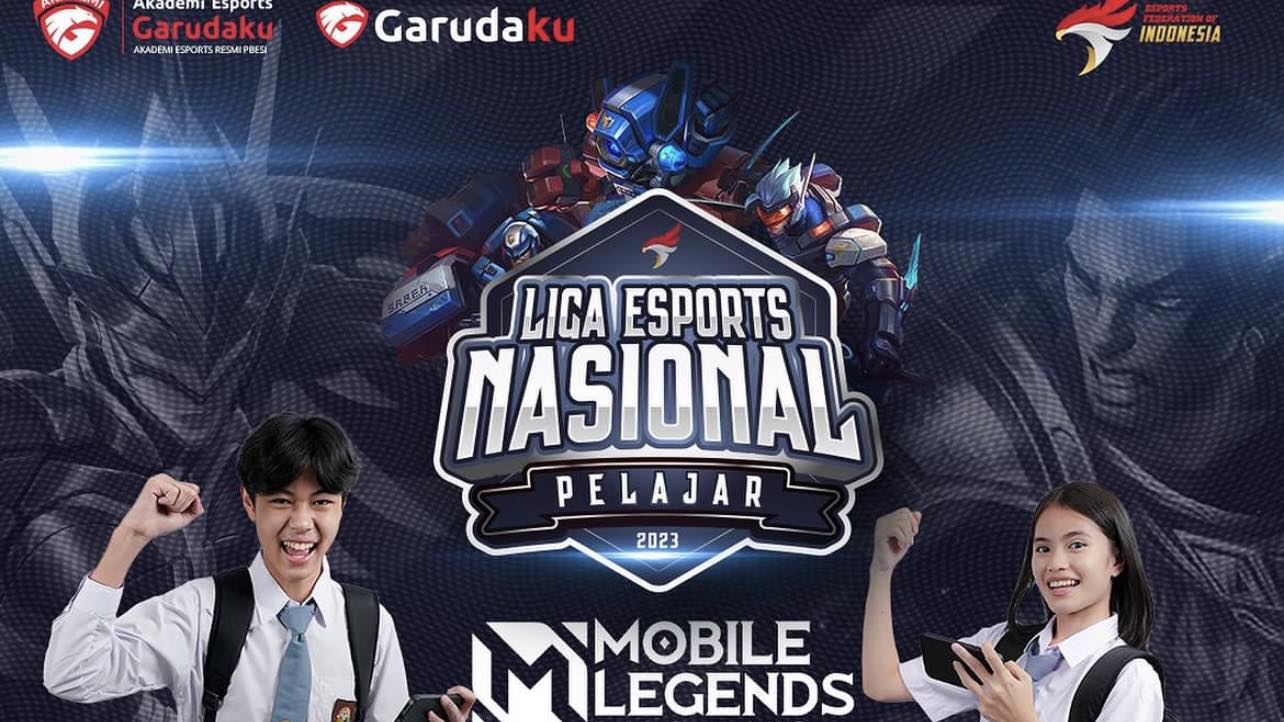 AKADEMI
Akademi Esports
Garudaku
AKADEMI ESPORTS RESMI PBESI
Garudaku
ESPORTS
FEDERATION OF
INDONESIA
S.A.B.E.R
LIGA ESPORTS
NASIONAL
PELAJAR
2023
MOBILE
LEGENDS